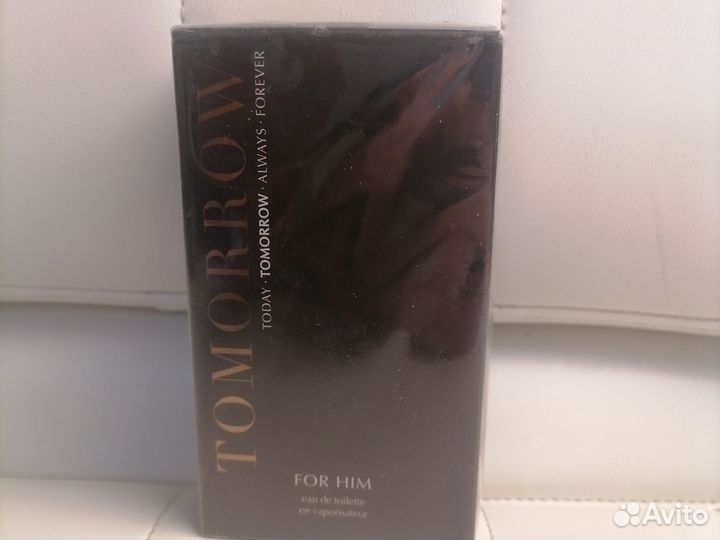 TOMORROW
TODAY · TOMORROW · ALWAYS · FOREVER
FOR HIM
eau de toilette
en vaporisateur
Avito